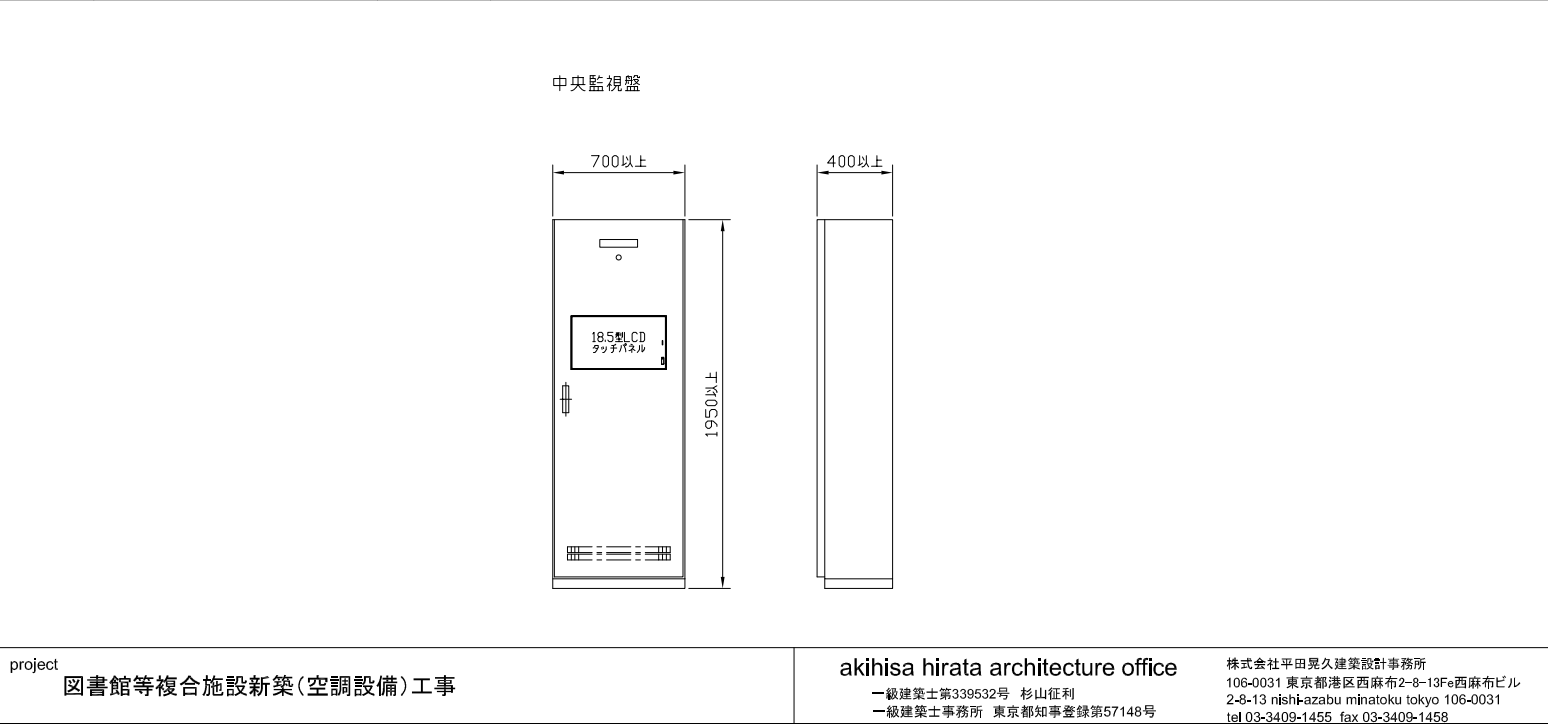 中央監視盤
700以上
400以上
18.5型LCD
タッチパネル
1950以上
project
図書館等複合施設新築(空調設備)工事
akihisa hirata architecture office
一級建築士第339532号 杉山征利
一級建築士事務所 東京都知事登録第57148号
株式会社平田晃久建築設計事務所
106-0031 東京都港区西麻布2-8-13Fe西麻布ビル
2-8-13 nishi-azabu minatoku tokyo 106-0031
tel 03-3409-1455 fax 03-3409-1458